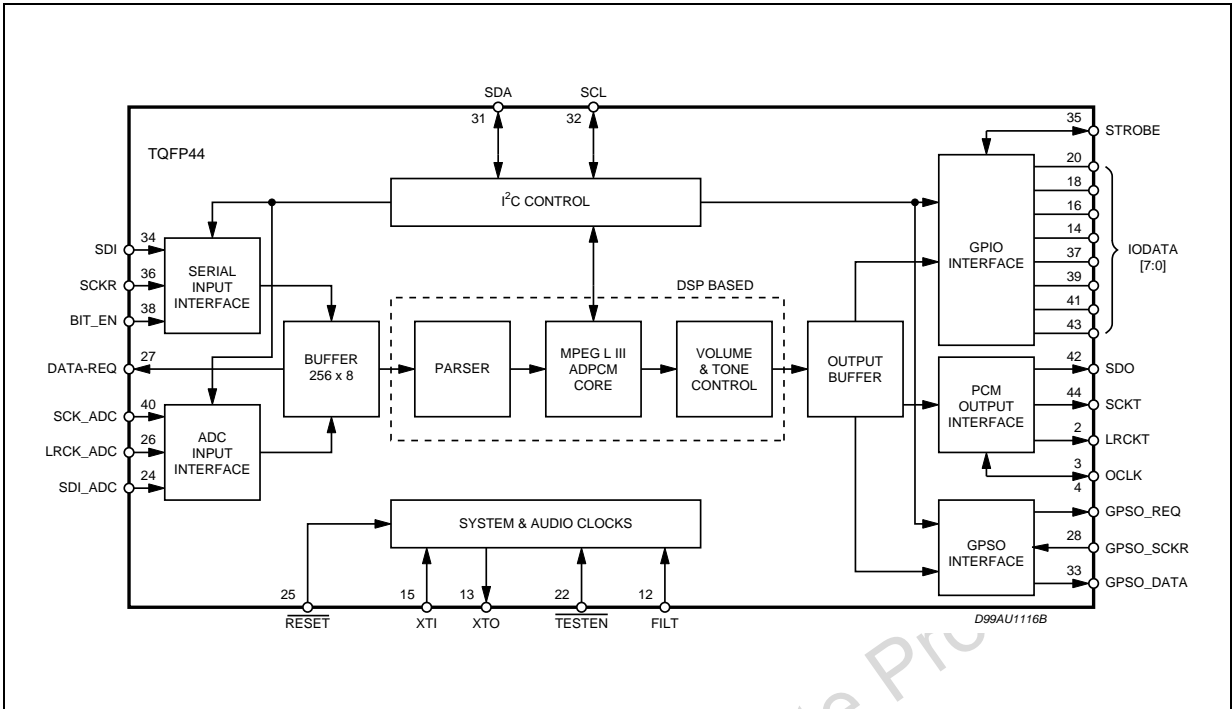 SDA
SCL
31
32
35
STROBE
TQFP44
20
18
16
14
37
39
41
43
IODATA
[7:0]
I2C CONTROL
GPIO
INTERFACE
SDI
34
SCKR
36
BIT_EN
38
SERIAL
INPUT
INTERFACE
DSP BASED
DATA-REQ
27
BUFFER
256 x 8
PARSER
MPEG L III
ADPCM
CORE
VOLUME
& TONE
CONTROL
OUTPUT
BUFFER
42
SDO
44
SCKT
2
LRCKT
3
OCLK
PCM
OUTPUT
INTERFACE
SCK_ADC
40
LRCK_ADC
26
SDI_ADC
24
ADC
INPUT
INTERFACE
4
GPSO_REQ
28
GPSO_SCKR
33
GPSO_DATA
GPSO
INTERFACE
SYSTEM & AUDIO CLOCKS
25
15
13
22
12
RESET
XTI
XTO
TESTEN
FILT
D99AU1116B